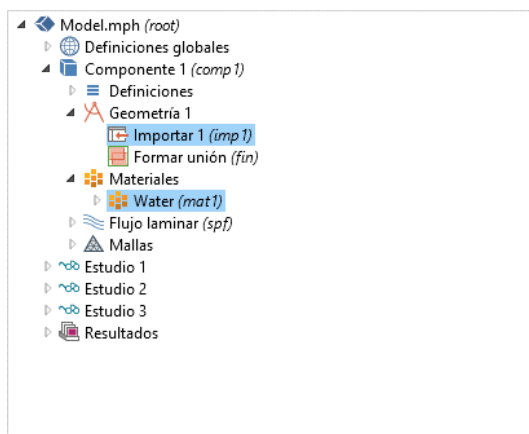 Model.mph (root)
Definiciones globales
Componente 1 (comp1)
Definiciones
Geometría 1
Importar 1 (imp1)
Formar unión (fin)
Materiales
Water (mat1)
Flujo laminar (spf)
Mallas
Estudio 1
Estudio 2
Estudio 3
Resultados